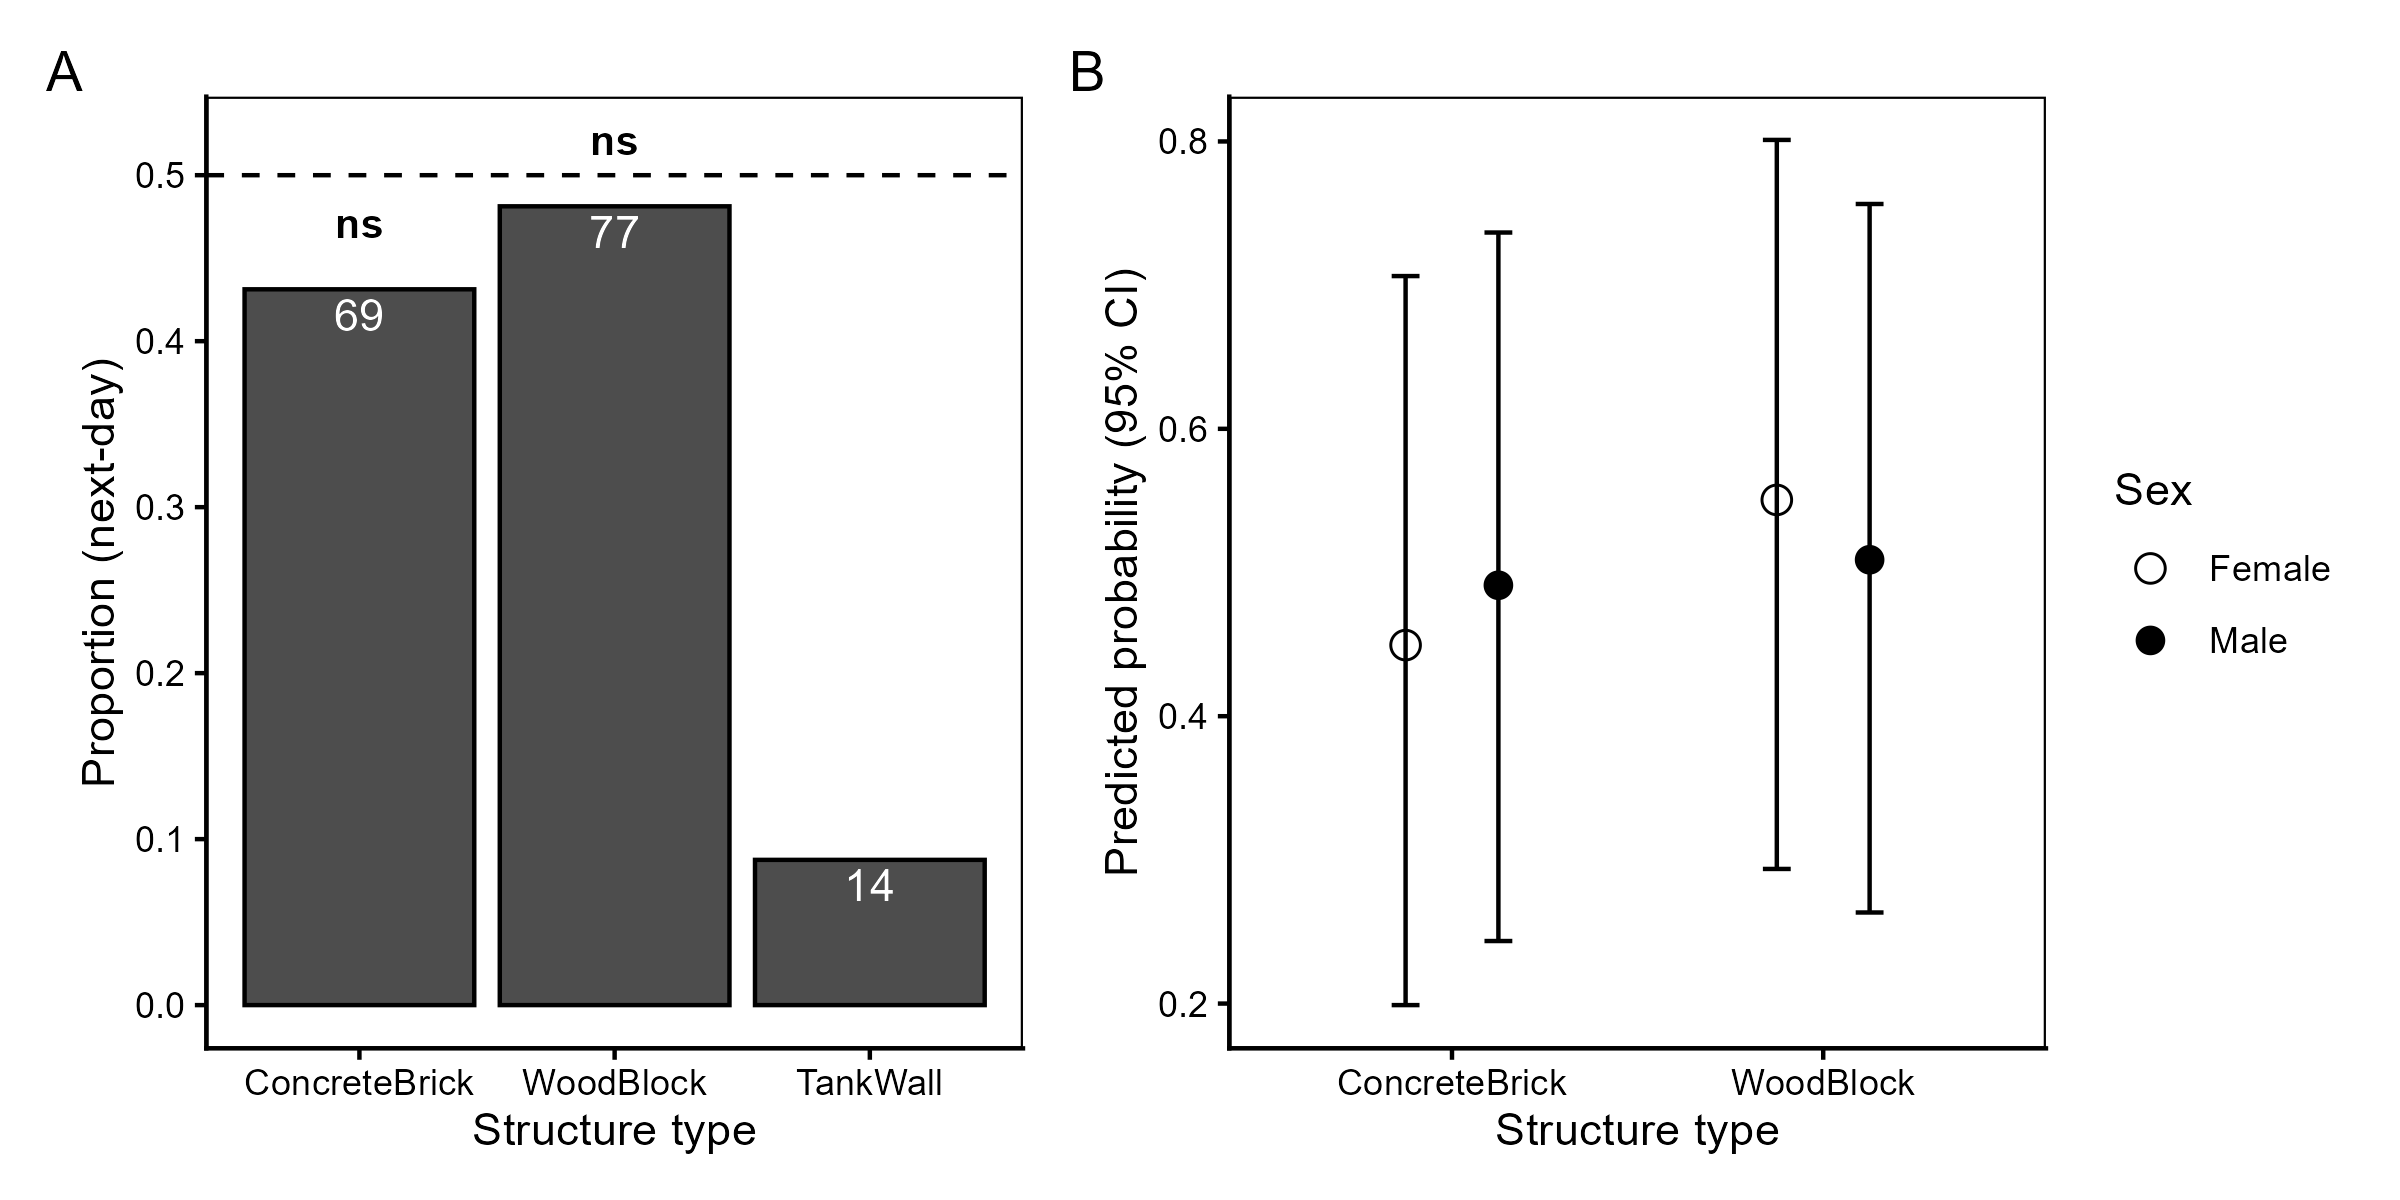 A
ns
0.5
ns
77
69
0.4
0.3
0.2
0.1
14
0.0
Proportion (next-day)
ConcreteBrick WoodBlock TankWall
Structure type
B
0.8
0.6
0.4
0.2
Predicted probability (95% CI)
ConcreteBrick WoodBlock
Structure type
Sex
Female
Male